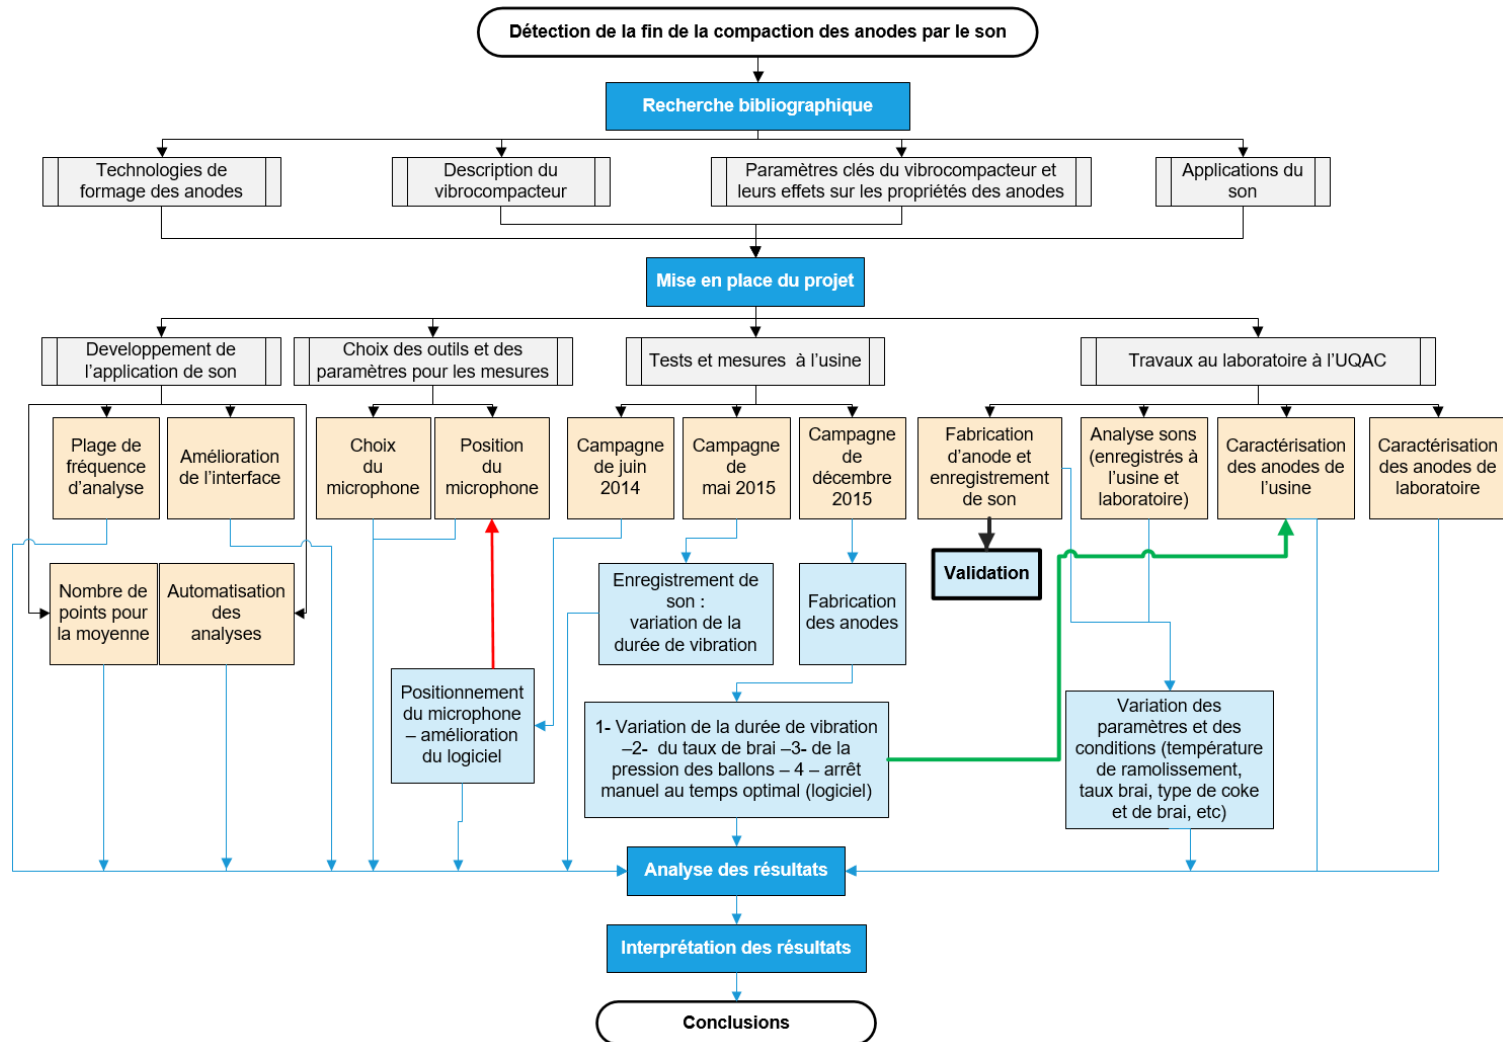 Détection de la fin de la compaction des anodes par le son
Recherche bibliographique
Technologies de
formage des anodes
Description du
vibrocompacteur
Paramètres clés du vibrocompacteur et
leurs effets sur les propriétés des anodes
Applications du
son
Mise en place du projet
Developpement de
l'application de son
Choix des outils et des
paramètres pour les mesures
Tests et mesures à l'usine
Travaux au laboratoire à l'UQAC
Plage de
fréquence
d'analyse
Amélioration
de l'interface
Choix
du
microphone
Position
du
microphone
Campagne
de juin
2014
Campagne
de
mai 2015
Campagne
de
décembre
2015
Fabrication
d'anode et
enregistrement
de son
Analyse sons
(enregistrés à
l'usine et
laboratoire)
Caractérisation
des anodes de
l'usine
Caractérisation
des anodes de
laboratoire
Nombre de
points pour
la moyenne
Automatisation
des
analyses
Enregistrement de
son :
variation de la
durée de vibration
Fabrication
des anodes
Validation
Positionnement
du microphone
– amélioration
du logiciel
1- Variation de la durée de vibration
–2- du taux de brai –3- de la
pression des ballons – 4 – arrêt
manuel au temps optimal (logiciel)
Variation des
paramètres et des
conditions (température
de ramolissement,
taux brai, type de coke
et de brai, etc)
Analyse des résultats
Interprétation des résultats
Conclusions